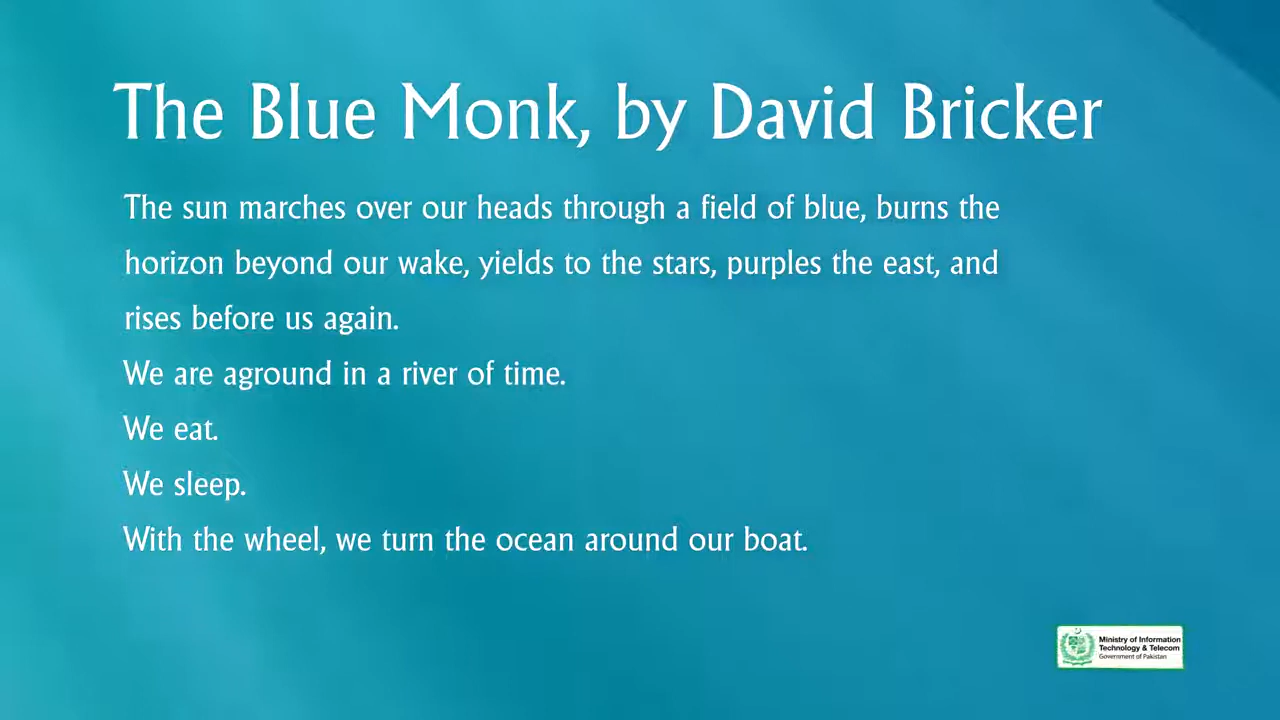 The Blue Monk, by David Bricker
The sun marches over our heads through a field of blue, burns the
horizon beyond our wake, yields to the stars, purples the east, and
rises before us again.
We are aground in a river of time.
We eat.
We sleep.
With the wheel, we turn the ocean around our boat.
Ministry of Information
Technology & Telecom
Government of Pakistan